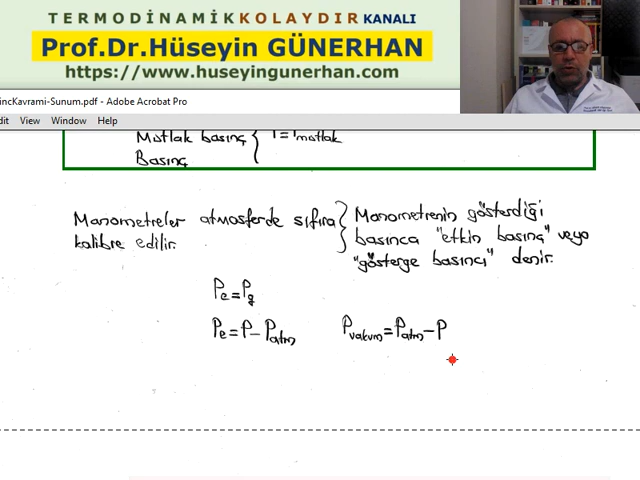 TERMODİNAMİKKOLAYDIR KANALI
Prof.Dr.Hüseyin GÜNERHAN
https://www.huseyingunerhan.com
incKavrami-Sunum.pdf - Adobe Acrobat Pro
dit View Window Help
Mutlak basınç
P=Pmutlak
Basınç
Manometreler atmosferde sıfıra
kalibre edilir.
Manometrenin gösterdiği
basınca "etkin basınç" veya
"gösterge basıncı" denir.
Pe=Pg
Pe=P-Patm
Pvakum=Patm-P